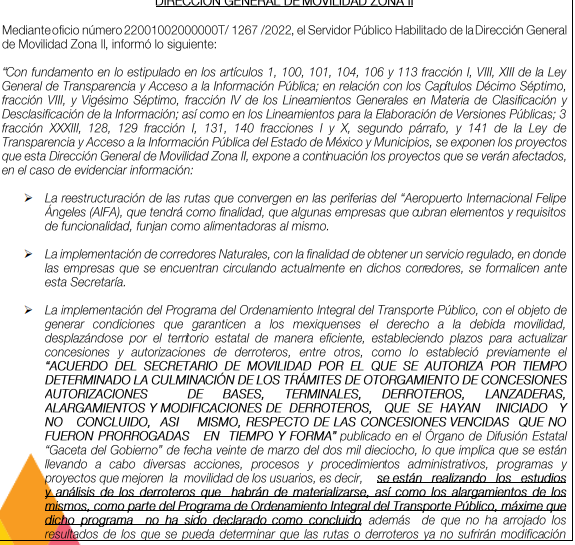 DIRECCIÓN GENERAL DE MOVILIDAD ZONA II
Mediante oficio número 22001002000000T/ 1267 /2022, el Servidor Público Habilitado de la Dirección General
de Movilidad Zona II, informó lo siguiente:
"Con fundamento en lo estipulado en los artículos 1, 100, 101, 104, 106 y 113 fracción I, VIII, XIII de la Ley
General de Transparencia y Acceso a la Información Pública; en relación con los Capítulos Décimo Séptimo,
fracción VIII, y Vigésimo Séptimo, fracción IV de los Lineamientos Generales en Materia de Clasificación y
Desclasificación de la Información; así como en los Lineamientos para la Elaboración de Versiones Públicas; 3
fracción XXXIII, 128, 129 fracción I, 131, 140 fracciones I y X, segundo párrafo, y 141 de la Ley de
Transparencia y Acceso a la Información Pública del Estado de México y Municipios, se exponen los proyectos
que esta Dirección General de Movilidad Zona II, expone a continuación los proyectos que se verán afectados,
en el caso de evidenciar información:
➢ La reestructuración de las rutas que convergen en las periferias del "Aeropuerto Internacional Felipe
Ángeles (AIFA), que tendrá como finalidad, que algunas empresas que cubran elementos y requisitos
de funcionalidad, funjan como alimentadoras al mismo.
➢ La implementación de corredores Naturales, con la finalidad de obtener un servicio regulado, en donde
las empresas que se encuentran circulando actualmente en dichos corredores, se formalicen ante
esta Secretaría.
➢ La implementación del Programa del Ordenamiento Integral del Transporte Público, con el objeto de
generar condiciones que garanticen a los mexiquenses el derecho a la debida movilidad,
desplazándose por el territorio estatal de manera eficiente, estableciendo plazos para actualizar
concesiones y autorizaciones de derroteros, entre otros, como lo estableció previamente el
"ACUERDO DEL SECRETARIO DE MOVILIDAD POR EL QUE SE AUTORIZA POR TIEMPO
DETERMINADO LA CULMINACIÓN DE LOS TRÁMITES DE OTORGAMIENTO DE CONCESIONES
AUTORIZACIONES DE BASES, TERMINALES, DERROTEROS, LANZADERAS,
ALARGAMIENTOS Y MODIFICACIONES DE DERROTEROS, QUE SE HAYAN INICIADO Y
NO CONCLUIDO, ASI MISMO, RESPECTO DE LAS CONCESIONES VENCIDAS QUE NO
FUERON PRORROGADAS EN TIEMPO Y FORMA" publicado en el Órgano de Difusión Estatal
"Gaceta del Gobierno" de fecha veinte de marzo del dos mil dieciocho, lo que implica que se están
llevando a cabo diversas acciones, procesos y procedimientos administrativos, programas y
proyectos que mejoren la movilidad de los usuarios, es decir, se están realizando los estudios
y análisis de los derroteros que habrán de materializarse, así como los alargamientos de los
mismos, como parte del Programa de Ordenamiento Integral del Transporte Público, máxime que
dicho programa no ha sido declarado como concluido, además de que no ha arrojado los
resultados de los que se pueda determinar que las rutas o derroteros ya no sufrirán modificación